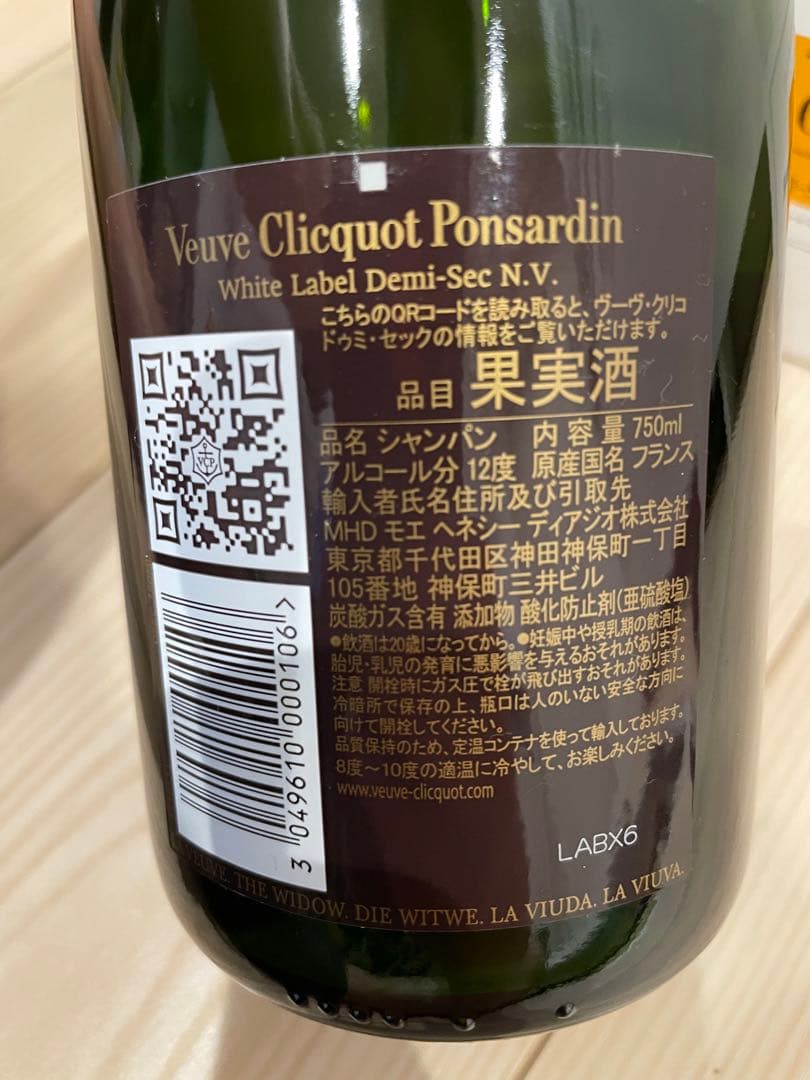 Veuve Clicquot Ponsardin
White Label Demi-Sec N.V.
こちらのQRコードを読み取ると、ヴーヴ・クリコ
ドゥミ・セックの情報をご覧いただけます。
品目 果実酒
品名 シャンパン 内容量 750ml
アルコール分 12度 原産国名 フランス
輸入者氏名住所及び引取先
MHD モエ ヘネシー ディアジオ株式会社
東京都千代田区神田神保町一丁目
105番地 神保町三井ビル
炭酸ガス含有 添加物 酸化防止剤(亜硫酸塩)
●飲酒は20歳になってから。●妊娠中や授乳期の飲酒は、
胎児・乳児の発育に悪影響を与えるおそれがあります。
注意 開栓時にガス圧で栓が飛び出すおそれがあります。
冷暗所で保存の上、瓶口は人のいない安全な方向に
向けて開栓してください。
品質保持のため、定温コンテナを使って輸入しております。
8度～10度の適温に冷やして、お楽しみください。
www.veuve-clicquot.com
VCP
3 049610 000106 >
LABX6
VEUVE. THE WIDOW. DIE WITWE. LA VIUDA. LA VIUVA.